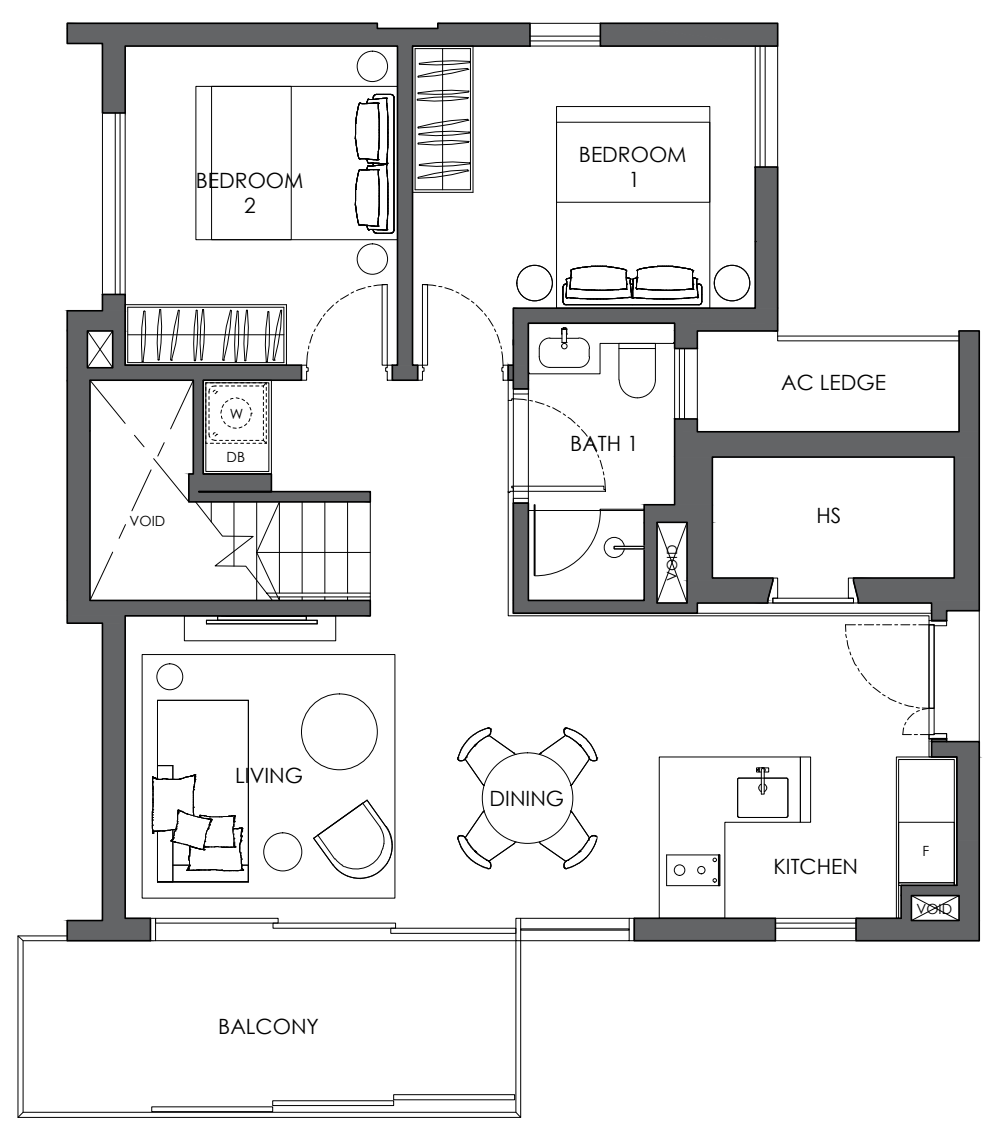 BEDROOM
2
BEDROOM
1
AC LEDGE
W
DB
BATH 1
VOID
HS
VOID
LIVING
DINING
KITCHEN
F
VOID
BALCONY